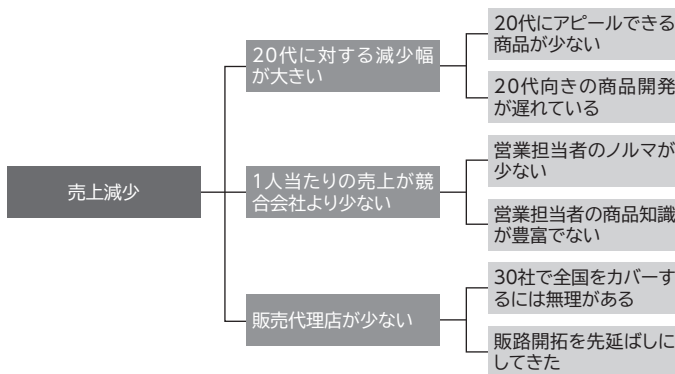 売上減少
20代に対する減少幅
が大きい
20代にアピールできる
商品が少ない
20代向きの商品開発
が遅れている
1人当たりの売上が競
合会社より少ない
営業担当者のノルマが
少ない
営業担当者の商品知識
が豊富でない
販売代理店が少ない
30社で全国をカバーす
るには無理がある
販路開拓を先延ばしに
してきた